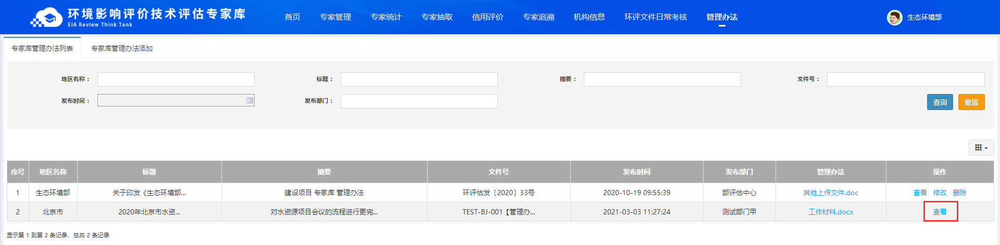 环境影响评价技术评估专家库
EIA Review Think Tank
首页 专家管理 专家统计 专家抽取 信用评价 专家追溯 机构信息 环评文件日常考核 管理办法 生态环境部
专家库管理办法列表 专家库管理办法添加
地区名称： 标题： 摘要： 文件号：
发布时间： 发布部门： 查询 重置
序号 地区名称 标题 摘要 文件号 发布时间 发布部门 管理办法 操作
1 生态环境部 关于印发《生态环境部... 建设项目 专家库 管理办法 环评估发〔2020〕33号 2020-10-19 09:55:39 部评估中心 其他上传文件.doc 查看 修改 删除
2 北京市 2020年北京市水资... 对水资源项目会议的流程进行更完... TEST-BJ-001【管理办... 2021-03-03 11:27:24 测试部门甲 工作材料.docx 查看
显示第 1 到第 2 条记录，总共 2 条记录